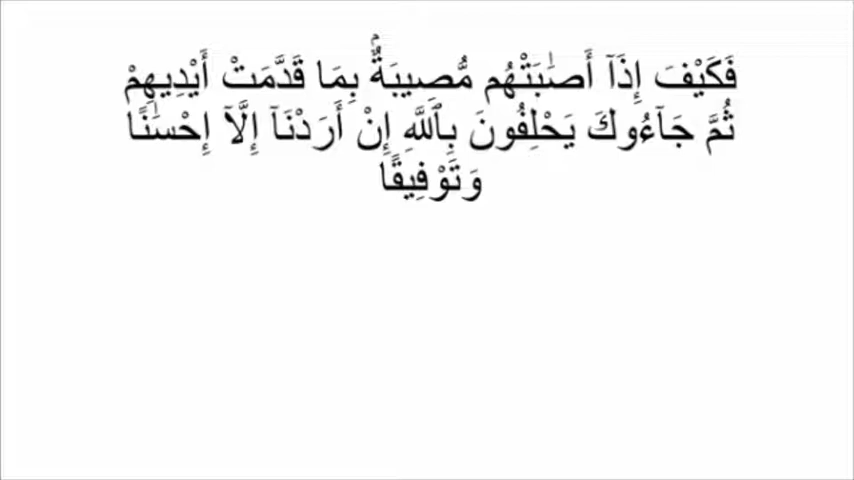 فَكَيْفَ إِذَآ أَصَٰبَتْهُم مُّصِيبَةٌۢ بِمَا قَدَّمَتْ أَيْدِيهِمْ
ثُمَّ جَآءُوكَ يَحْلِفُونَ بِٱللَّهِ إِنْ أَرَدْنَآ إِلَّآ إِحْسَٰنًا
وَتَوْفِيقًا